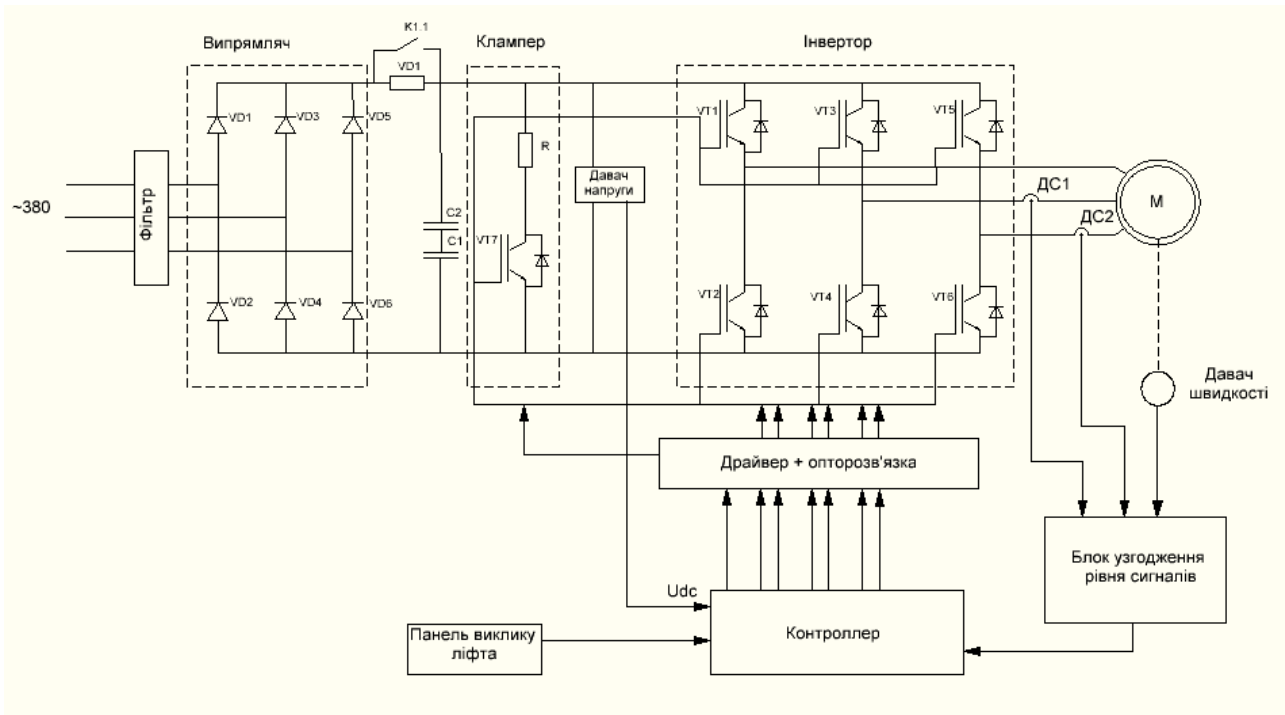 K1.1
Випрямляч
Клампер
Інвертор
VD1
VD1
VD3
VD5
R
VT1
VT3
VT5
Давач
напруги
~380
Фільтр
ДС1
М
ДС2
C2
C1
VT7
VD2
VD4
VD6
VT2
VT4
VT6
Давач
швидкості
Драйвер + опторозв'язка
Блок узгодження
рівня сигналів
Udc
Контроллер
Панель виклику
ліфта